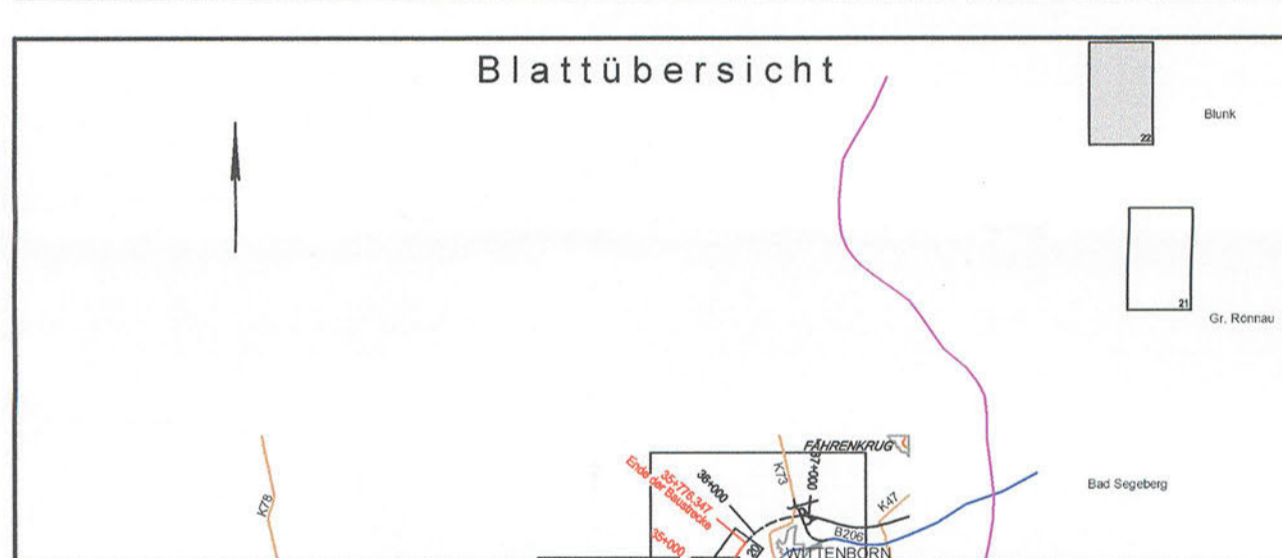 Blattübersicht
Blunk
22
21
Gr. Rönnau
FÄHRENKRUG
K78
K73
37+000
36+000
35+776.347
Ende der Baustrecke
35+000
20
K47
B206
WITTENBORN
Bad Segeberg